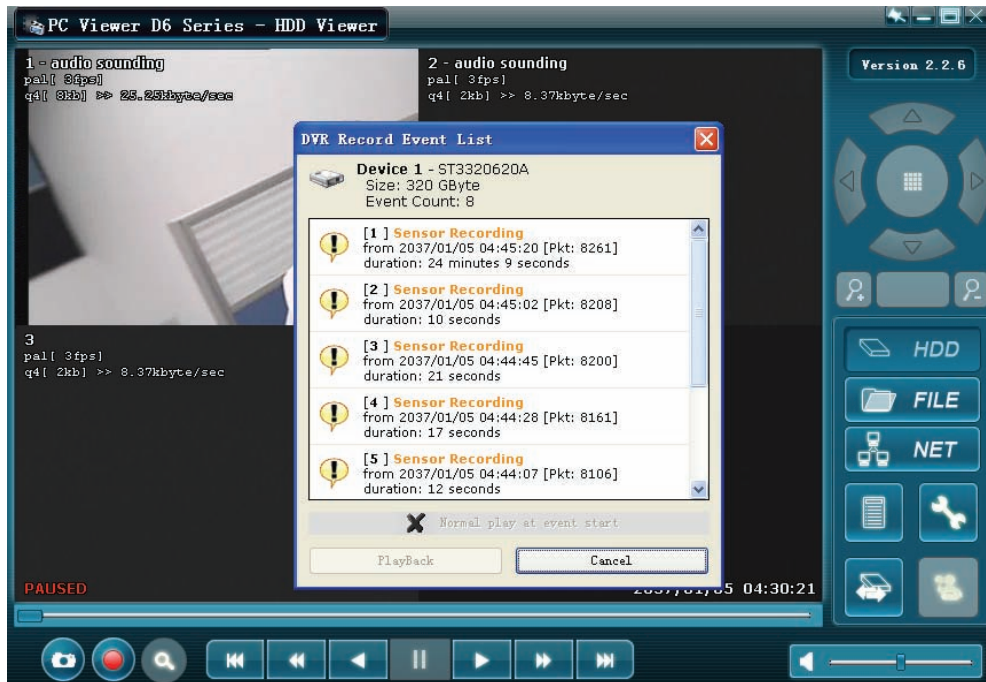 PC Viewer D6 Series - HDD Viewer
1 - audio sounding
pal[ 3fps]
q4[ 8kb] >> 25.25kbyte/sec
2 - audio sounding
pal[ 3fps]
q4[ 2kb] >> 8.37kbyte/sec
Version 2.2.6
DVR Record Event List
Device 1 - ST3320620A
Size: 320 GByte
Event Count: 8
[1 ] Sensor Recording
from 2037/01/05 04:45:20 [Pkt: 8261]
duration: 24 minutes 9 seconds
[2 ] Sensor Recording
from 2037/01/05 04:45:02 [Pkt: 8208]
duration: 10 seconds
[3 ] Sensor Recording
from 2037/01/05 04:44:45 [Pkt: 8200]
duration: 21 seconds
[4 ] Sensor Recording
from 2037/01/05 04:44:28 [Pkt: 8161]
duration: 17 seconds
[5 ] Sensor Recording
from 2037/01/05 04:44:07 [Pkt: 8106]
duration: 12 seconds
Normal play at event start
PlayBack
Cancel
3
pal[ 3fps]
q4[ 2kb] >> 8.37kbyte/sec
HDD
FILE
NET
PAUSED
2037/01/05 04:30:21